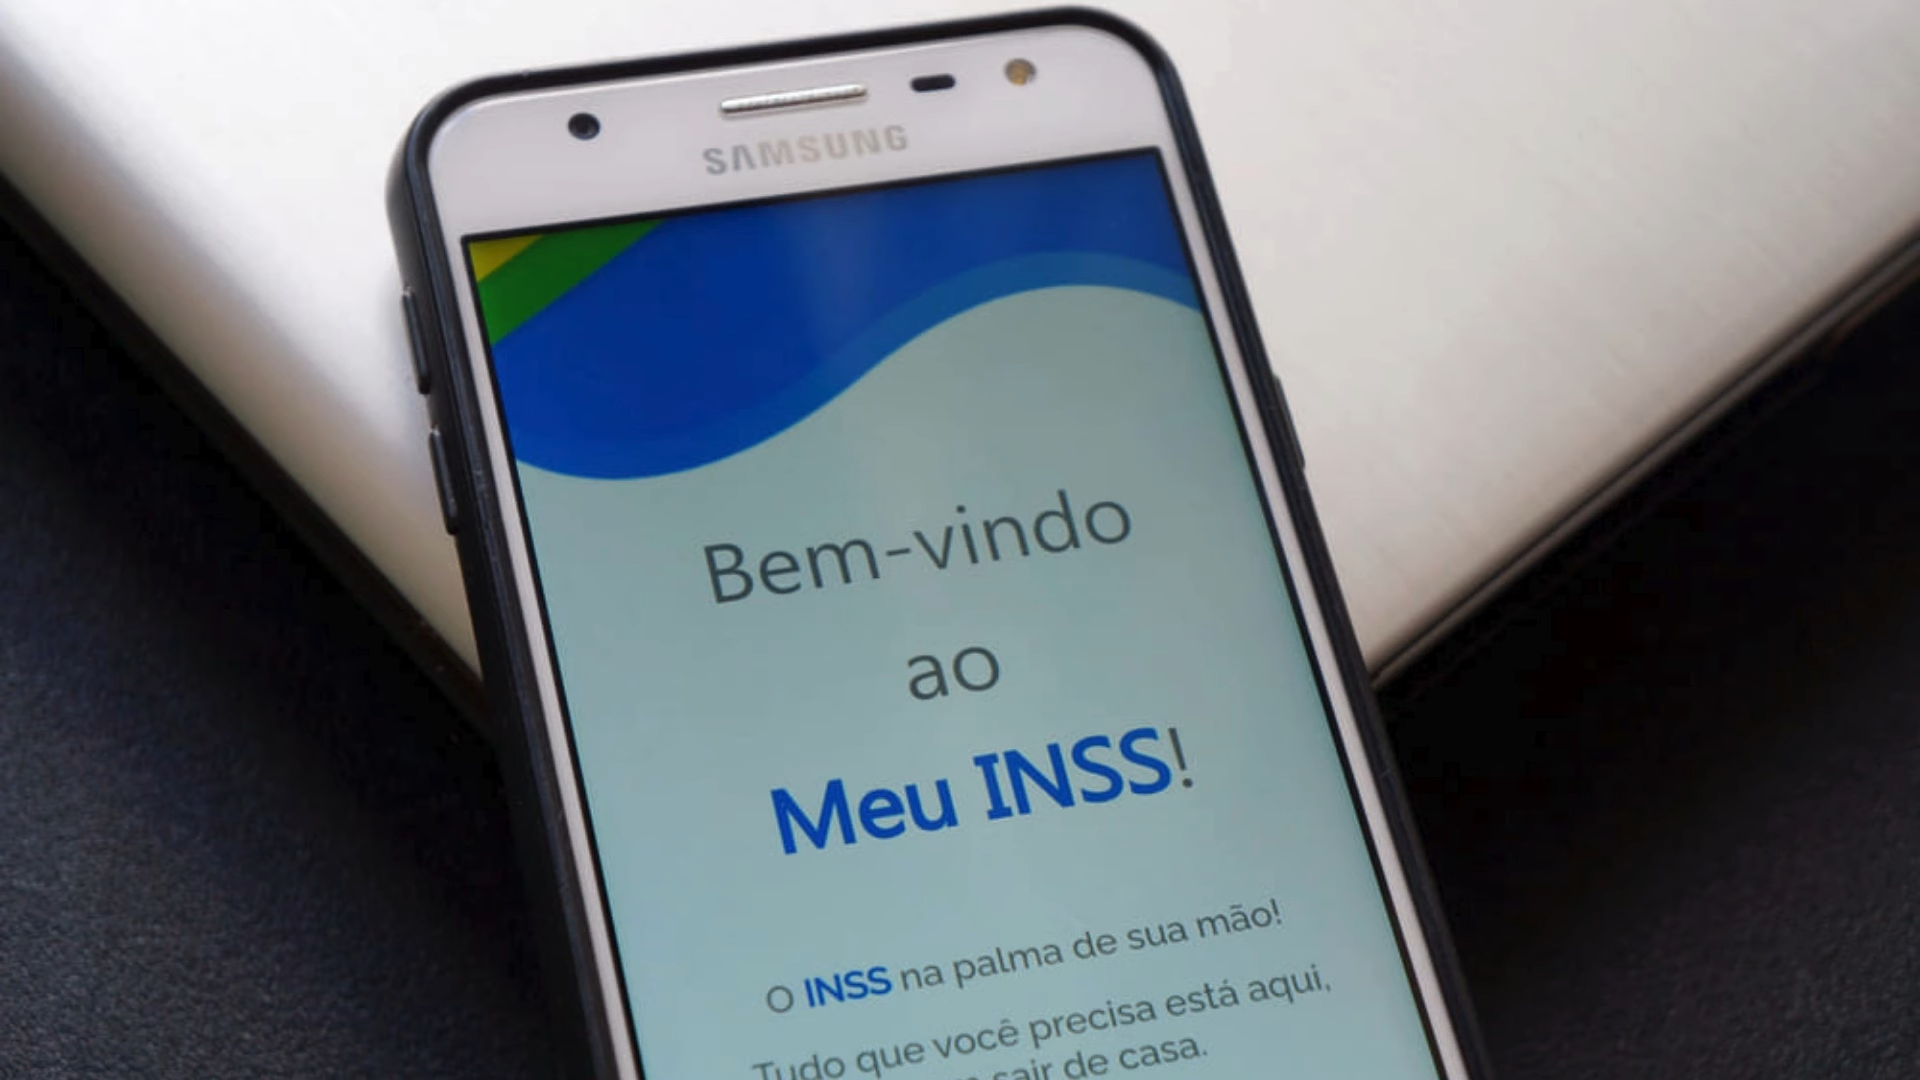 SAMSUNG
Bem-vindo
ao
Meu INSS!
O INSS na palma de sua mão!
Tudo que você precisa está aqui,
sair de casa.